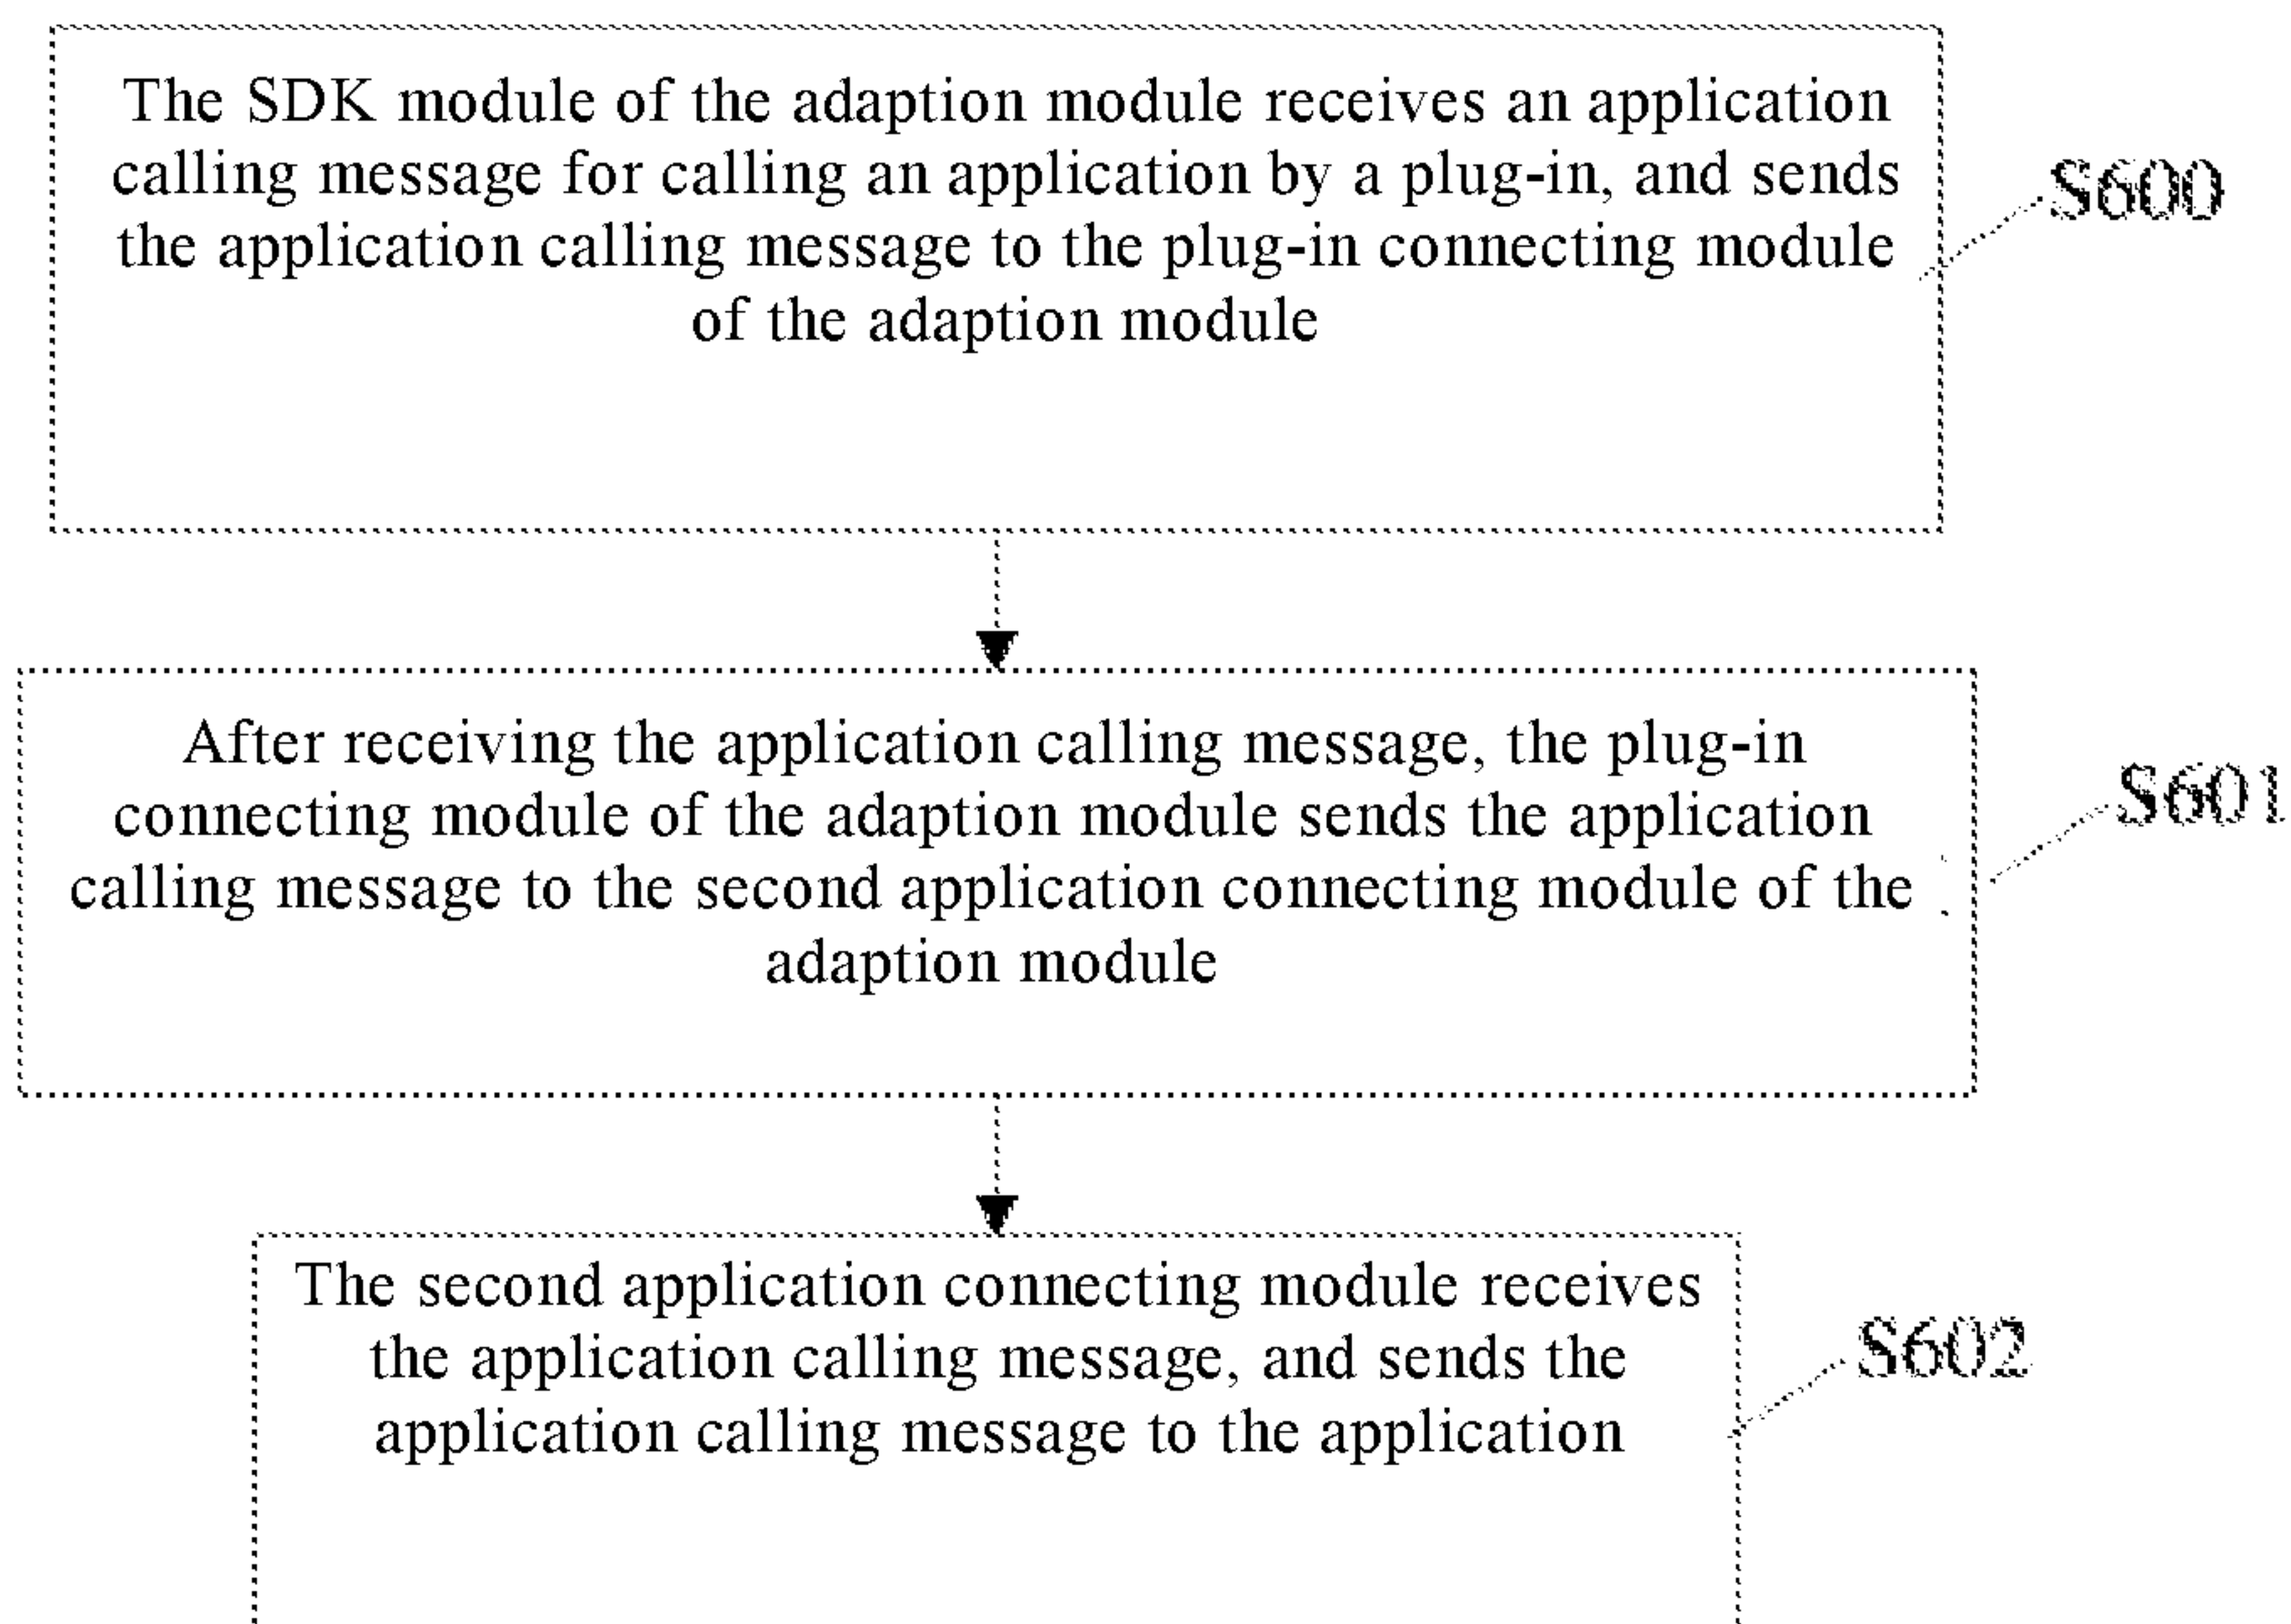 The SDK module of the adaption module receives an application
calling message for calling an application by a plug-in, and sends
the application calling message to the plug-in connecting module
of the adaption module
S600
After receiving the application calling message, the plug-in
connecting module of the adaption module sends the application
calling message to the second application connecting module of the
adaption module
S601
The second application connecting module receives
the application calling message, and sends the
application calling message to the application
S602